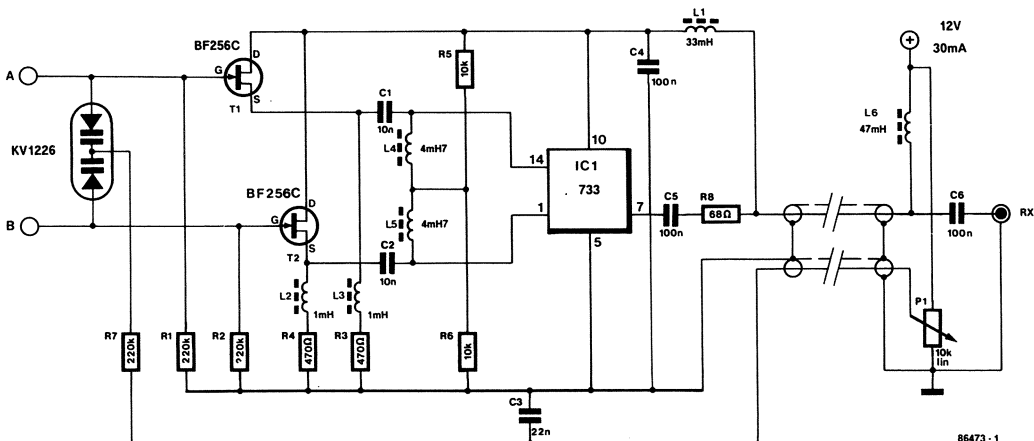 L1
33mH
12V
30mA
BF256C
D
G
S
T1
A
R5
10k
C4
100n
C1
10n
L4
4mH7
L6
47mH
KV1226
BF256C
D
G
S
T2
B
14
10
IC1
733
1
7
5
C5
100n
R8
68Ω
C6
100n
RX
L5
4mH7
C2
10n
L2
1mH
L3
1mH
P1
10k
lin
R7
220k
R1
220k
R2
220k
R4
470Ω
R3
470Ω
R6
10k
C3
22n
86473 - 1